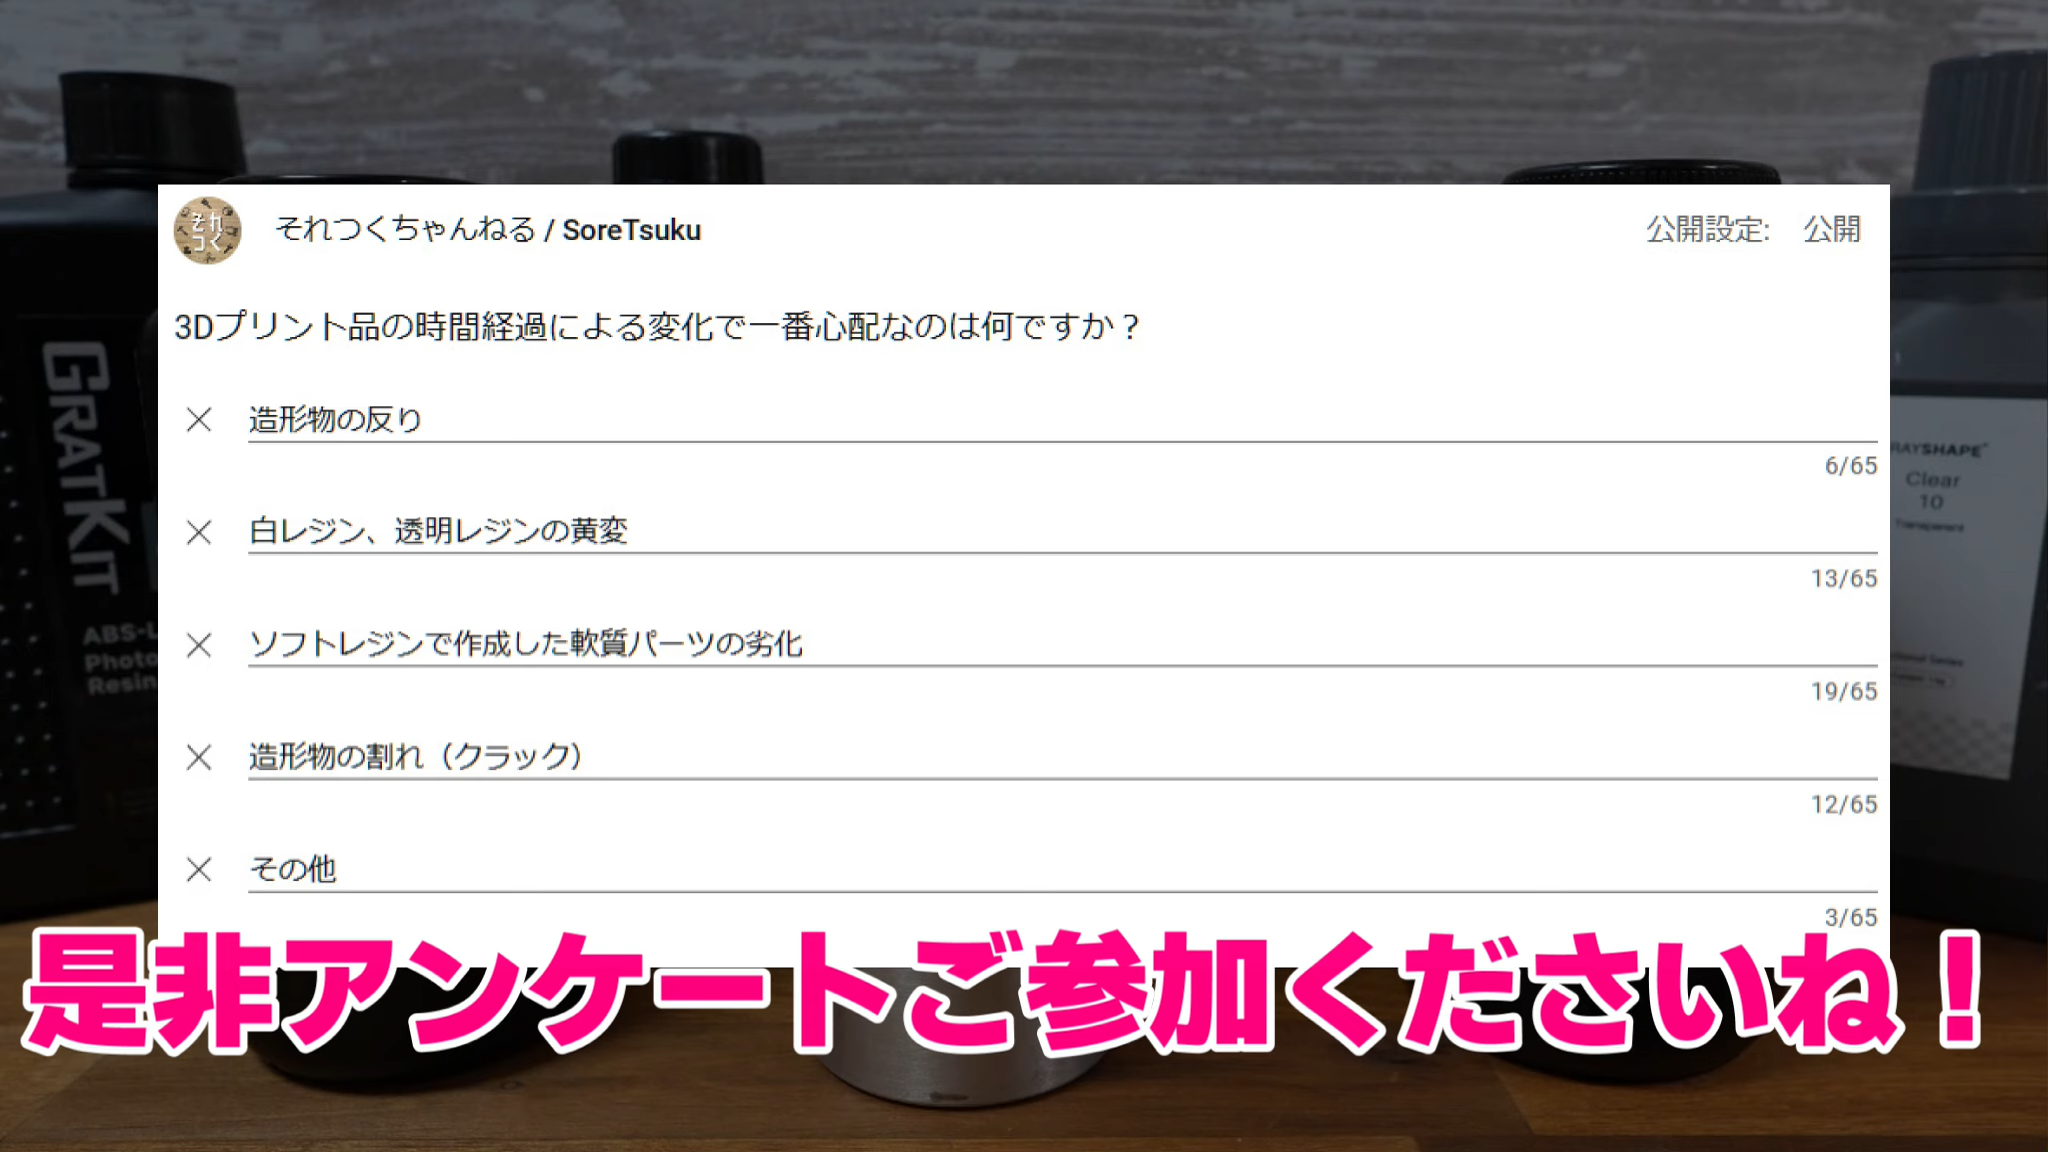 それつく
それつくちゃんねる / SoreTsuku
公開設定: 公開
3Dプリント品の時間経過による変化で一番心配なのは何ですか？
造形物の反り
6/65
白レジン、透明レジンの黄変
13/65
ソフトレジンで作成した軟質パーツの劣化
19/65
造形物の割れ（クラック）
12/65
その他
3/65
是非アンケートご参加くださいね！
GRATKIT
ABS-L
Photo
Resin
RAYSHAPE
Clear
10
Transparent